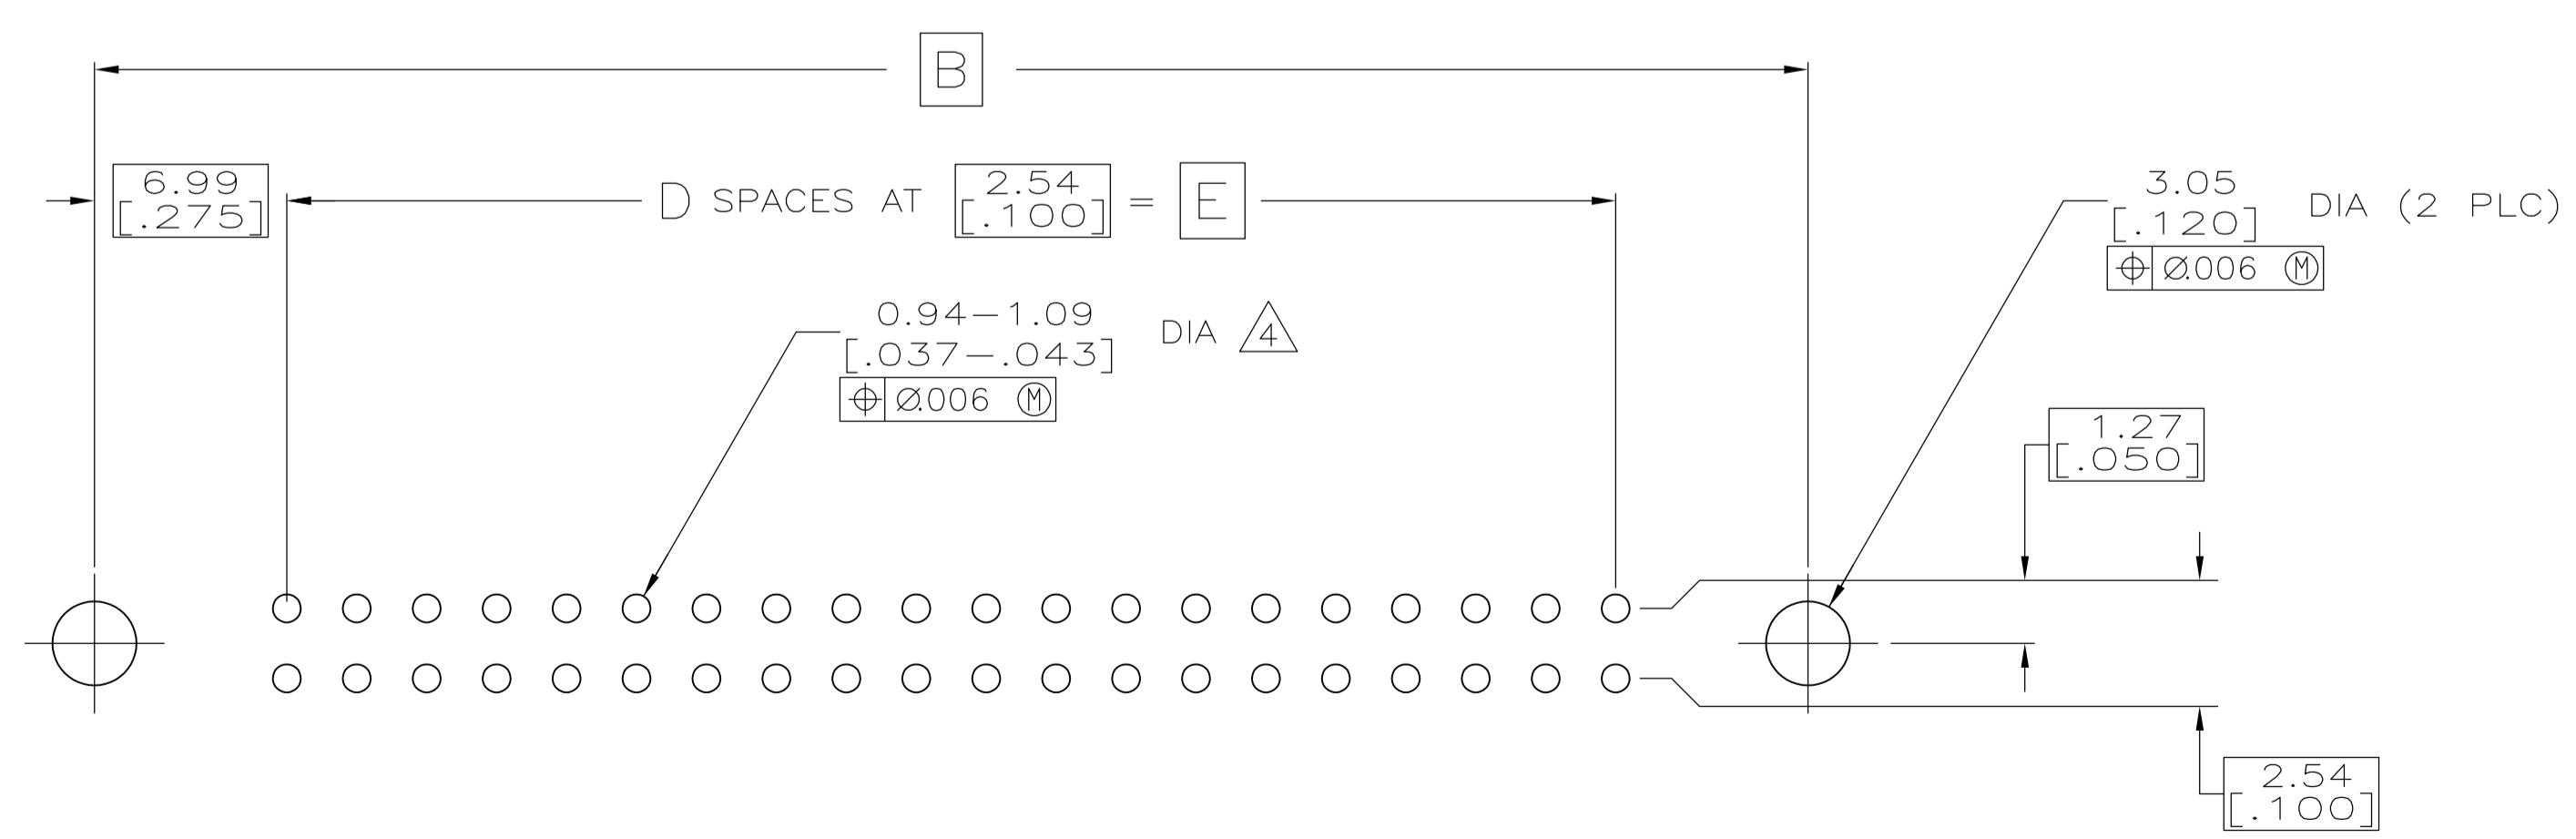 B
6.99
[.275]
D SPACES AT 2.54 [.100] = E
3.05
[.120] DIA (2 PLC)
⌖ Ø.006 Ⓜ
0.94-1.09
[.037-.043] DIA 4
⌖ Ø.006 Ⓜ
1.27
[.050]
2.54
[.100]